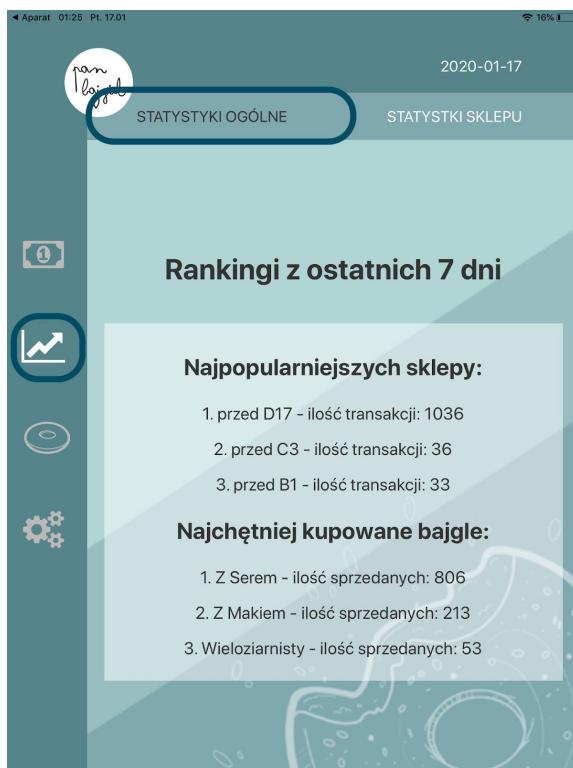 ◀ Aparat 01:25 Pt. 17.01 16%
pan
bajgiel
2020-01-17
STATYSTYKI OGÓLNE STATYSTKI SKLEPU
Rankingi z ostatnich 7 dni
Najpopularniejszych sklepy:
1. przed D17 - ilość transakcji: 1036
2. przed C3 - ilość transakcji: 36
3. przed B1 - ilość transakcji: 33
Najchętniej kupowane bajgle:
1. Z Serem - ilość sprzedanych: 806
2. Z Makiem - ilość sprzedanych: 213
3. Wieloziarnisty - ilość sprzedanych: 53